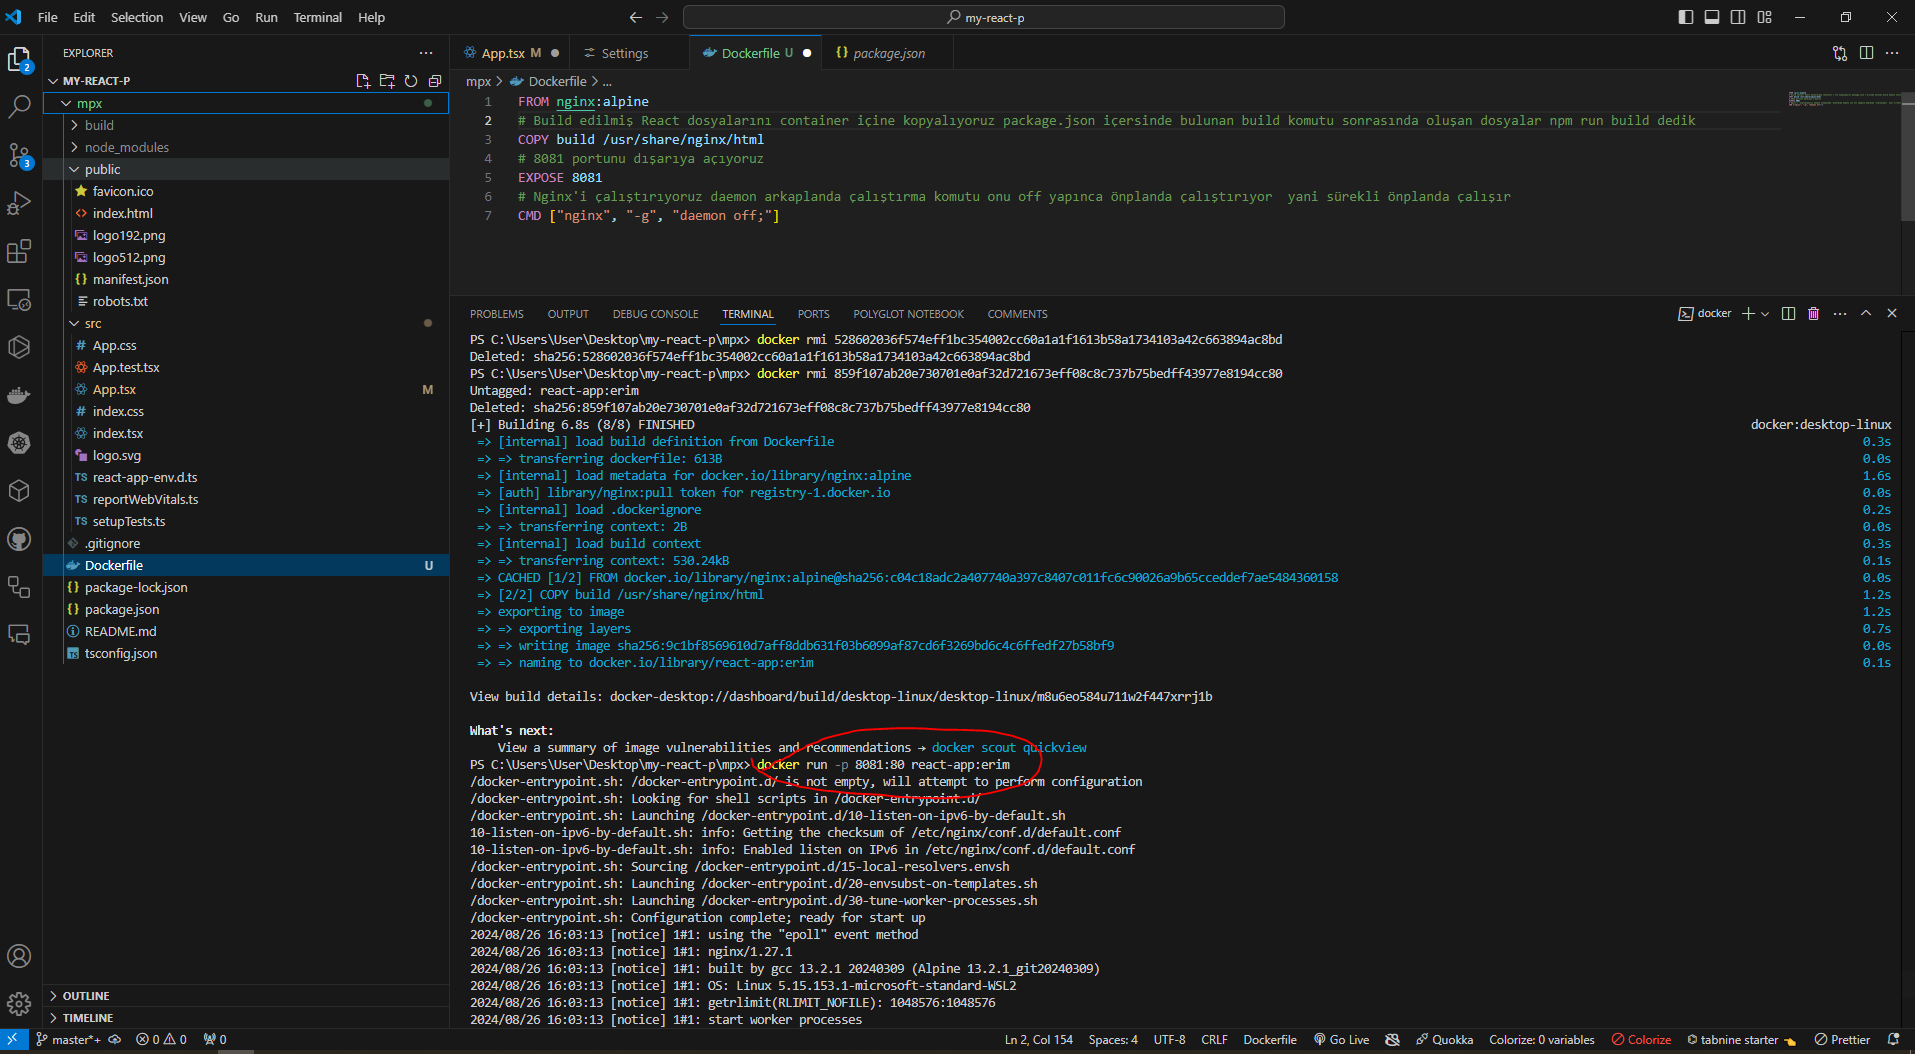 File Edit Selection View Go Run Terminal Help
my-react-p
EXPLORER
MY-REACT-P
mpx
build
node_modules
public
favicon.ico
index.html
logo192.png
logo512.png
manifest.json
robots.txt
src
App.css
App.test.tsx
App.tsx M
index.css
index.tsx
logo.svg
TS react-app-env.d.ts
TS reportWebVitals.ts
TS setupTests.ts
.gitignore
Dockerfile U
package-lock.json
package.json
README.md
tsconfig.json
OUTLINE
TIMELINE
2
3
App.tsx M Settings Dockerfile U package.json
mpx > Dockerfile > ...
1 FROM nginx:alpine
2 # Build edilmiş React dosyalarını container içine kopyalıyoruz package.json içersinde bulunan build komutu sonrasında oluşan dosyalar npm run build dedik
3 COPY build /usr/share/nginx/html
4 # 8081 portunu dışarıya açıyoruz
5 EXPOSE 8081
6 # Nginx'i çalıştırıyoruz daemon arkaplanda çalıştırma komutu onu off yapınca önplanda çalıştırıyor  yani sürekli önplanda çalışır
7 CMD ["nginx", "-g", "daemon off;"]
PROBLEMS OUTPUT DEBUG CONSOLE TERMINAL PORTS POLYGLOT NOTEBOOK COMMENTS
docker
PS C:\Users\User\Desktop\my-react-p\mpx> docker rmi 528602036f574eff1bc354002cc60a1a1f1613b58a1734103a42c663894ac8bd
Deleted: sha256:528602036f574eff1bc354002cc60a1a1f1613b58a1734103a42c663894ac8bd
PS C:\Users\User\Desktop\my-react-p\mpx> docker rmi 859f107ab20e730701e0af32d721673eff08c8c737b75bedff43977e8194cc80
Untagged: react-app:erim
Deleted: sha256:859f107ab20e730701e0af32d721673eff08c8c737b75bedff43977e8194cc80
[+] Building 6.8s (8/8) FINISHED docker:desktop-linux
=> [internal] load build definition from Dockerfile 0.3s
=> => transferring dockerfile: 613B 0.0s
=> [internal] load metadata for docker.io/library/nginx:alpine 1.6s
=> [auth] library/nginx:pull token for registry-1.docker.io 0.0s
=> [internal] load .dockerignore 0.2s
=> => transferring context: 2B 0.0s
=> [internal] load build context 0.3s
=> => transferring context: 530.24kB 0.1s
=> CACHED [1/2] FROM docker.io/library/nginx:alpine@sha256:c04c18adc2a407740a397c8407c011fc6c90026a9b65cceddef7ae5484360158 0.0s
=> [2/2] COPY build /usr/share/nginx/html 1.2s
=> exporting to image 1.2s
=> => exporting layers 0.7s
=> => writing image sha256:9c1bf8569610d7aff8ddb631f03b6099af87cd6f3269bd6c4c6ffedf27b58bf9 0.0s
=> => naming to docker.io/library/react-app:erim 0.1s
View build details: docker-desktop://dashboard/build/desktop-linux/desktop-linux/m8u6eo584u711w2f447xrrj1b
What's next:
View a summary of image vulnerabilities and recommendations → docker scout quickview
PS C:\Users\User\Desktop\my-react-p\mpx> docker run -p 8081:80 react-app:erim
/docker-entrypoint.sh: /docker-entrypoint.d/ is not empty, will attempt to perform configuration
/docker-entrypoint.sh: Looking for shell scripts in /docker-entrypoint.d/
/docker-entrypoint.sh: Launching /docker-entrypoint.d/10-listen-on-ipv6-by-default.sh
10-listen-on-ipv6-by-default.sh: info: Getting the checksum of /etc/nginx/conf.d/default.conf
10-listen-on-ipv6-by-default.sh: info: Enabled listen on IPv6 in /etc/nginx/conf.d/default.conf
/docker-entrypoint.sh: Sourcing /docker-entrypoint.d/15-local-resolvers.envsh
/docker-entrypoint.sh: Launching /docker-entrypoint.d/20-envsubst-on-templates.sh
/docker-entrypoint.sh: Launching /docker-entrypoint.d/30-tune-worker-processes.sh
/docker-entrypoint.sh: Configuration complete; ready for start up
2024/08/26 16:03:13 [notice] 1#1: using the "epoll" event method
2024/08/26 16:03:13 [notice] 1#1: nginx/1.27.1
2024/08/26 16:03:13 [notice] 1#1: built by gcc 13.2.1 20240309 (Alpine 13.2.1_git20240309)
2024/08/26 16:03:13 [notice] 1#1: OS: Linux 5.15.153.1-microsoft-standard-WSL2
2024/08/26 16:03:13 [notice] 1#1: getrlimit(RLIMIT_NOFILE): 1048576:1048576
2024/08/26 16:03:13 [notice] 1#1: start worker processes
master*+ 0 0 0 Ln 2, Col 154 Spaces: 4 UTF-8 CRLF Dockerfile Go Live Quokka Colorize: 0 variables Colorize tabnine starter Prettier